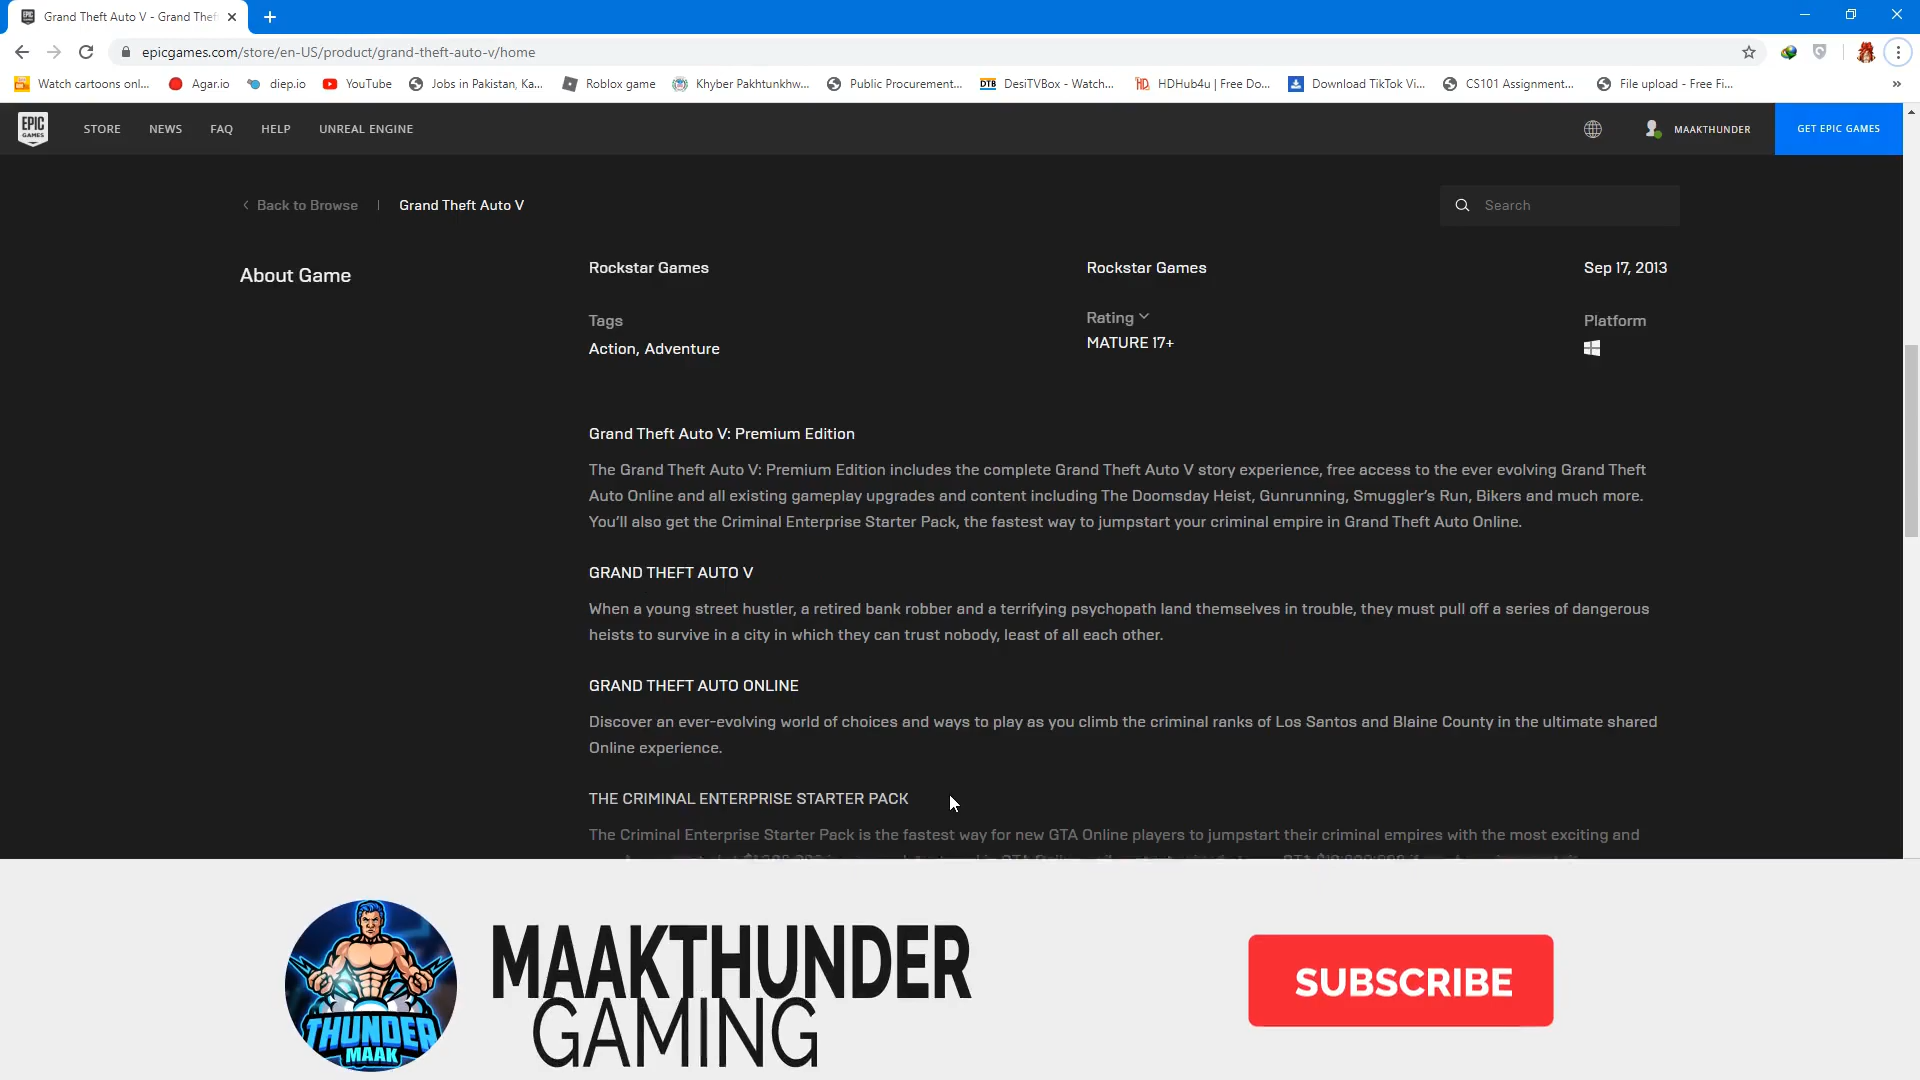 Grand Theft Auto V - Grand Thef
epicgames.com/store/en-US/product/grand-theft-auto-v/home
Watch cartoons onl... Agar.io diep.io YouTube Jobs in Pakistan, Ka... Roblox game Khyber Pakhtunkhw... Public Procurement... DTB DesiTVBox - Watch... HD HDHub4u | Free Do... Download TikTok Vi... CS101 Assignment... File upload - Free Fi... »
EPIC GAMES STORE NEWS FAQ HELP UNREAL ENGINE MAAKTHUNDER GET EPIC GAMES
Back to Browse | Grand Theft Auto V Search
About Game
Rockstar Games Rockstar Games Sep 17, 2013
Tags Rating Platform
Action, Adventure MATURE 17+
Grand Theft Auto V: Premium Edition
The Grand Theft Auto V: Premium Edition includes the complete Grand Theft Auto V story experience, free access to the ever evolving Grand Theft
Auto Online and all existing gameplay upgrades and content including The Doomsday Heist, Gunrunning, Smuggler's Run, Bikers and much more.
You'll also get the Criminal Enterprise Starter Pack, the fastest way to jumpstart your criminal empire in Grand Theft Auto Online.
GRAND THEFT AUTO V
When a young street hustler, a retired bank robber and a terrifying psychopath land themselves in trouble, they must pull off a series of dangerous
heists to survive in a city in which they can trust nobody, least of all each other.
GRAND THEFT AUTO ONLINE
Discover an ever-evolving world of choices and ways to play as you climb the criminal ranks of Los Santos and Blaine County in the ultimate shared
Online experience.
THE CRIMINAL ENTERPRISE STARTER PACK
The Criminal Enterprise Starter Pack is the fastest way for new GTA Online players to jumpstart their criminal empires with the most exciting and
THUNDER
MAAK
MAAKTHUNDER
GAMING
SUBSCRIBE